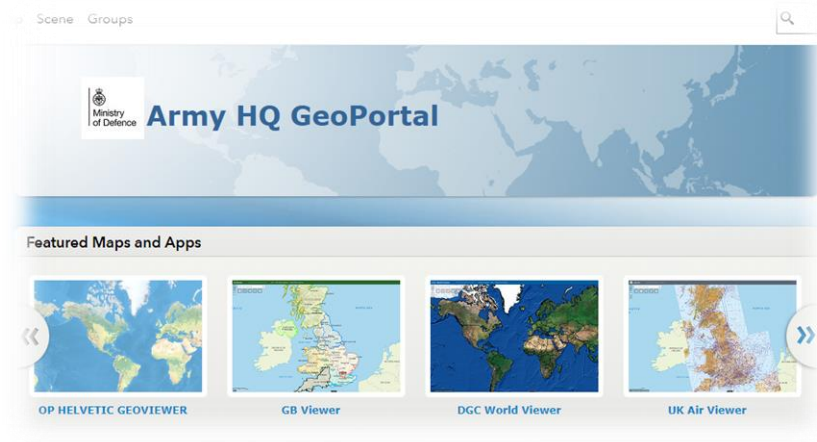 Scene Groups
Ministry
of Defence
Army HQ GeoPortal
Featured Maps and Apps
OP HELVETIC GEOVIEWER
GB Viewer
DGC World Viewer
UK Air Viewer